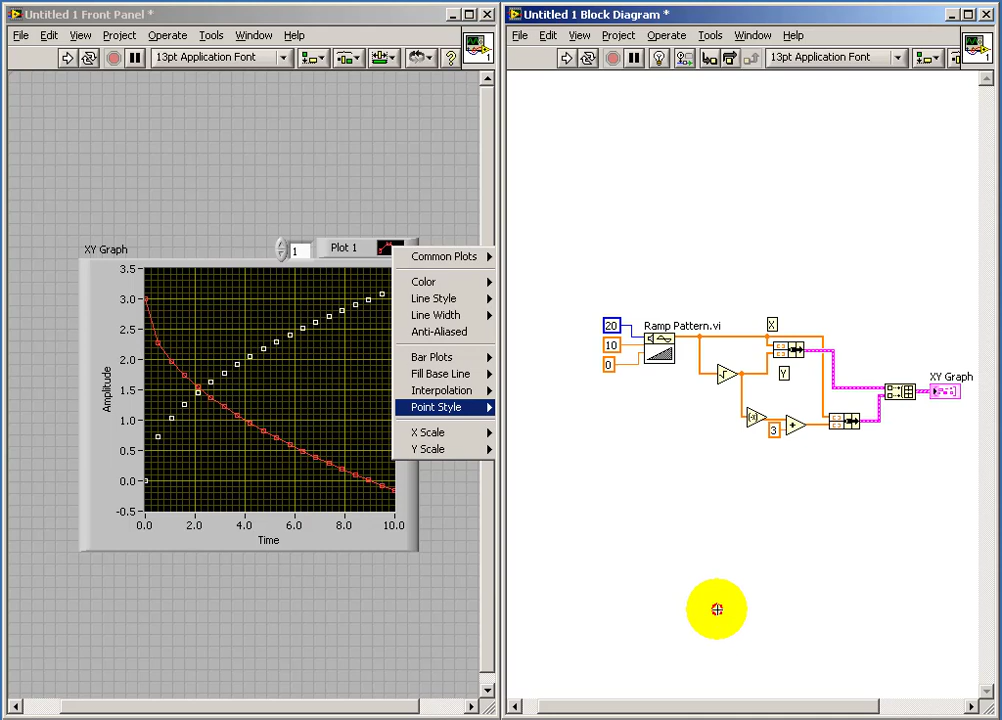 Untitled 1 Front Panel *
File Edit View Project Operate Tools Window Help
13pt Application Font
?
1
XY Graph
1
Plot 1
Common Plots
Color
Line Style
Line Width
Anti-Aliased
Bar Plots
Fill Base Line
Interpolation
Point Style
X Scale
Y Scale
3.5
3.0
2.5
2.0
1.5
1.0
0.5
0.0
-0.5
Amplitude
0.0 2.0 4.0 6.0 8.0 10.0
Time
Untitled 1 Block Diagram *
File Edit View Project Operate Tools Window Help
13pt Application Font
1
20
10
0
Ramp Pattern.vi
X
Y
3
XY Graph